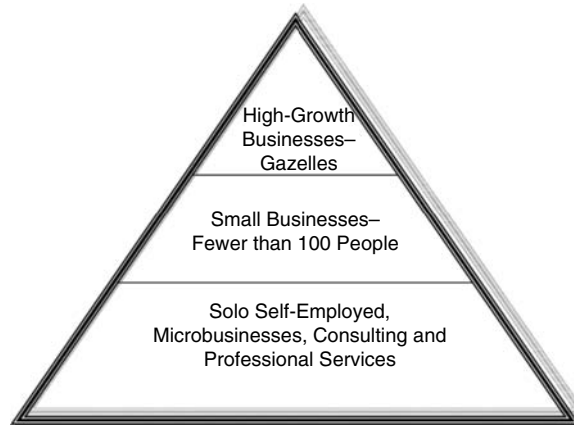 High-Growth
Businesses–
Gazelles
Small Businesses–
Fewer than 100 People
Solo Self-Employed,
Microbusinesses, Consulting and
Professional Services